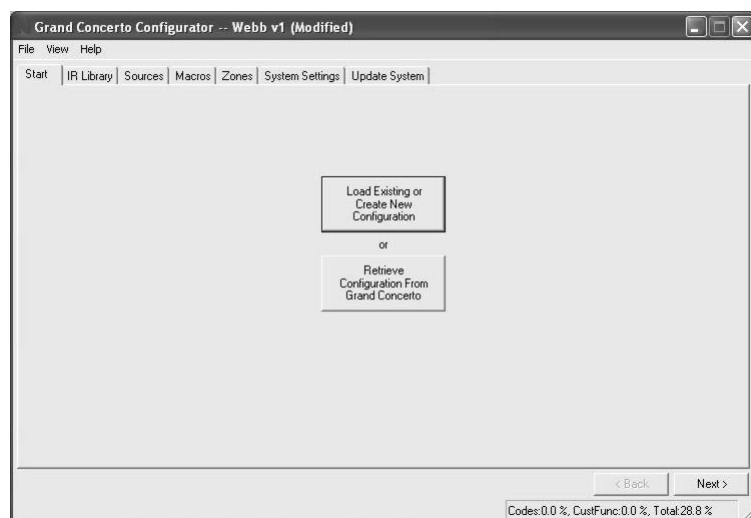 Grand Concerto Configurator -- Webb v1 (Modified)
File View Help
Start IR Library Sources Macros Zones System Settings Update System
Load Existing or
Create New
Configuration
or
Retrieve
Configuration From
Grand Concerto
< Back Next >
Codes:0.0 %, CustFunc:0.0 %, Total:28.8 %